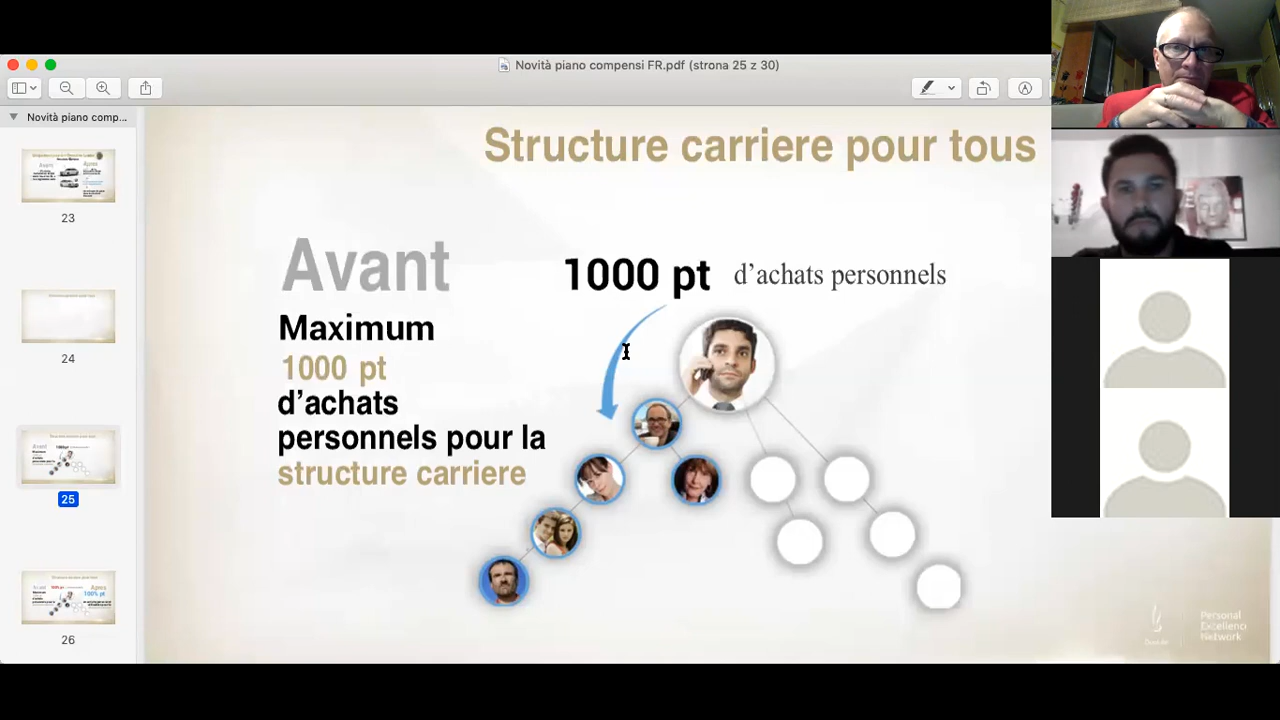 Novità piano compensi FR.pdf (strona 25 z 30)
Novità piano comp...
23
24
25
26
Structure carriere pour tous
Avant
1000 pt d'achats personnels
Maximum
1000 pt
d'achats
personnels pour la
structure carriere
Personal
Excellenc
Network